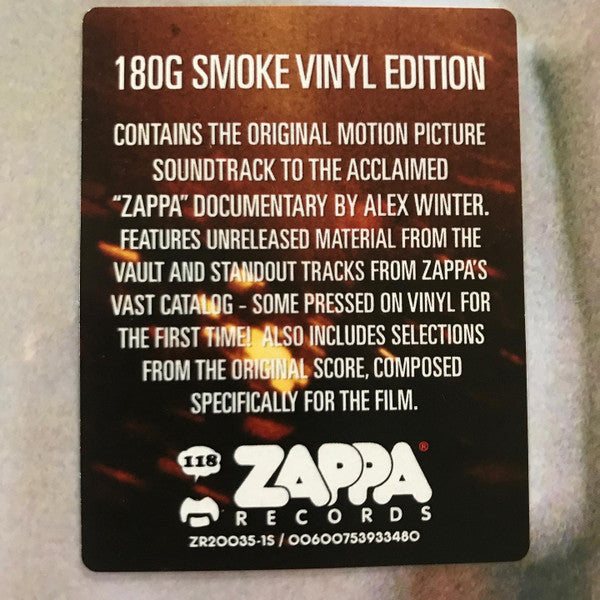 180G SMOKE VINYL EDITION
CONTAINS THE ORIGINAL MOTION PICTURE
SOUNDTRACK TO THE ACCLAIMED
"ZAPPA" DOCUMENTARY BY ALEX WINTER.
FEATURES UNRELEASED MATERIAL FROM THE
VAULT AND STANDOUT TRACKS FROM ZAPPA'S
VAST CATALOG - SOME PRESSED ON VINYL FOR
THE FIRST TIME! ALSO INCLUDES SELECTIONS
FROM THE ORIGINAL SCORE, COMPOSED
SPECIFICALLY FOR THE FILM.
118
ZAPPA®
RECORDS
ZR20035-1S / 00600753933480